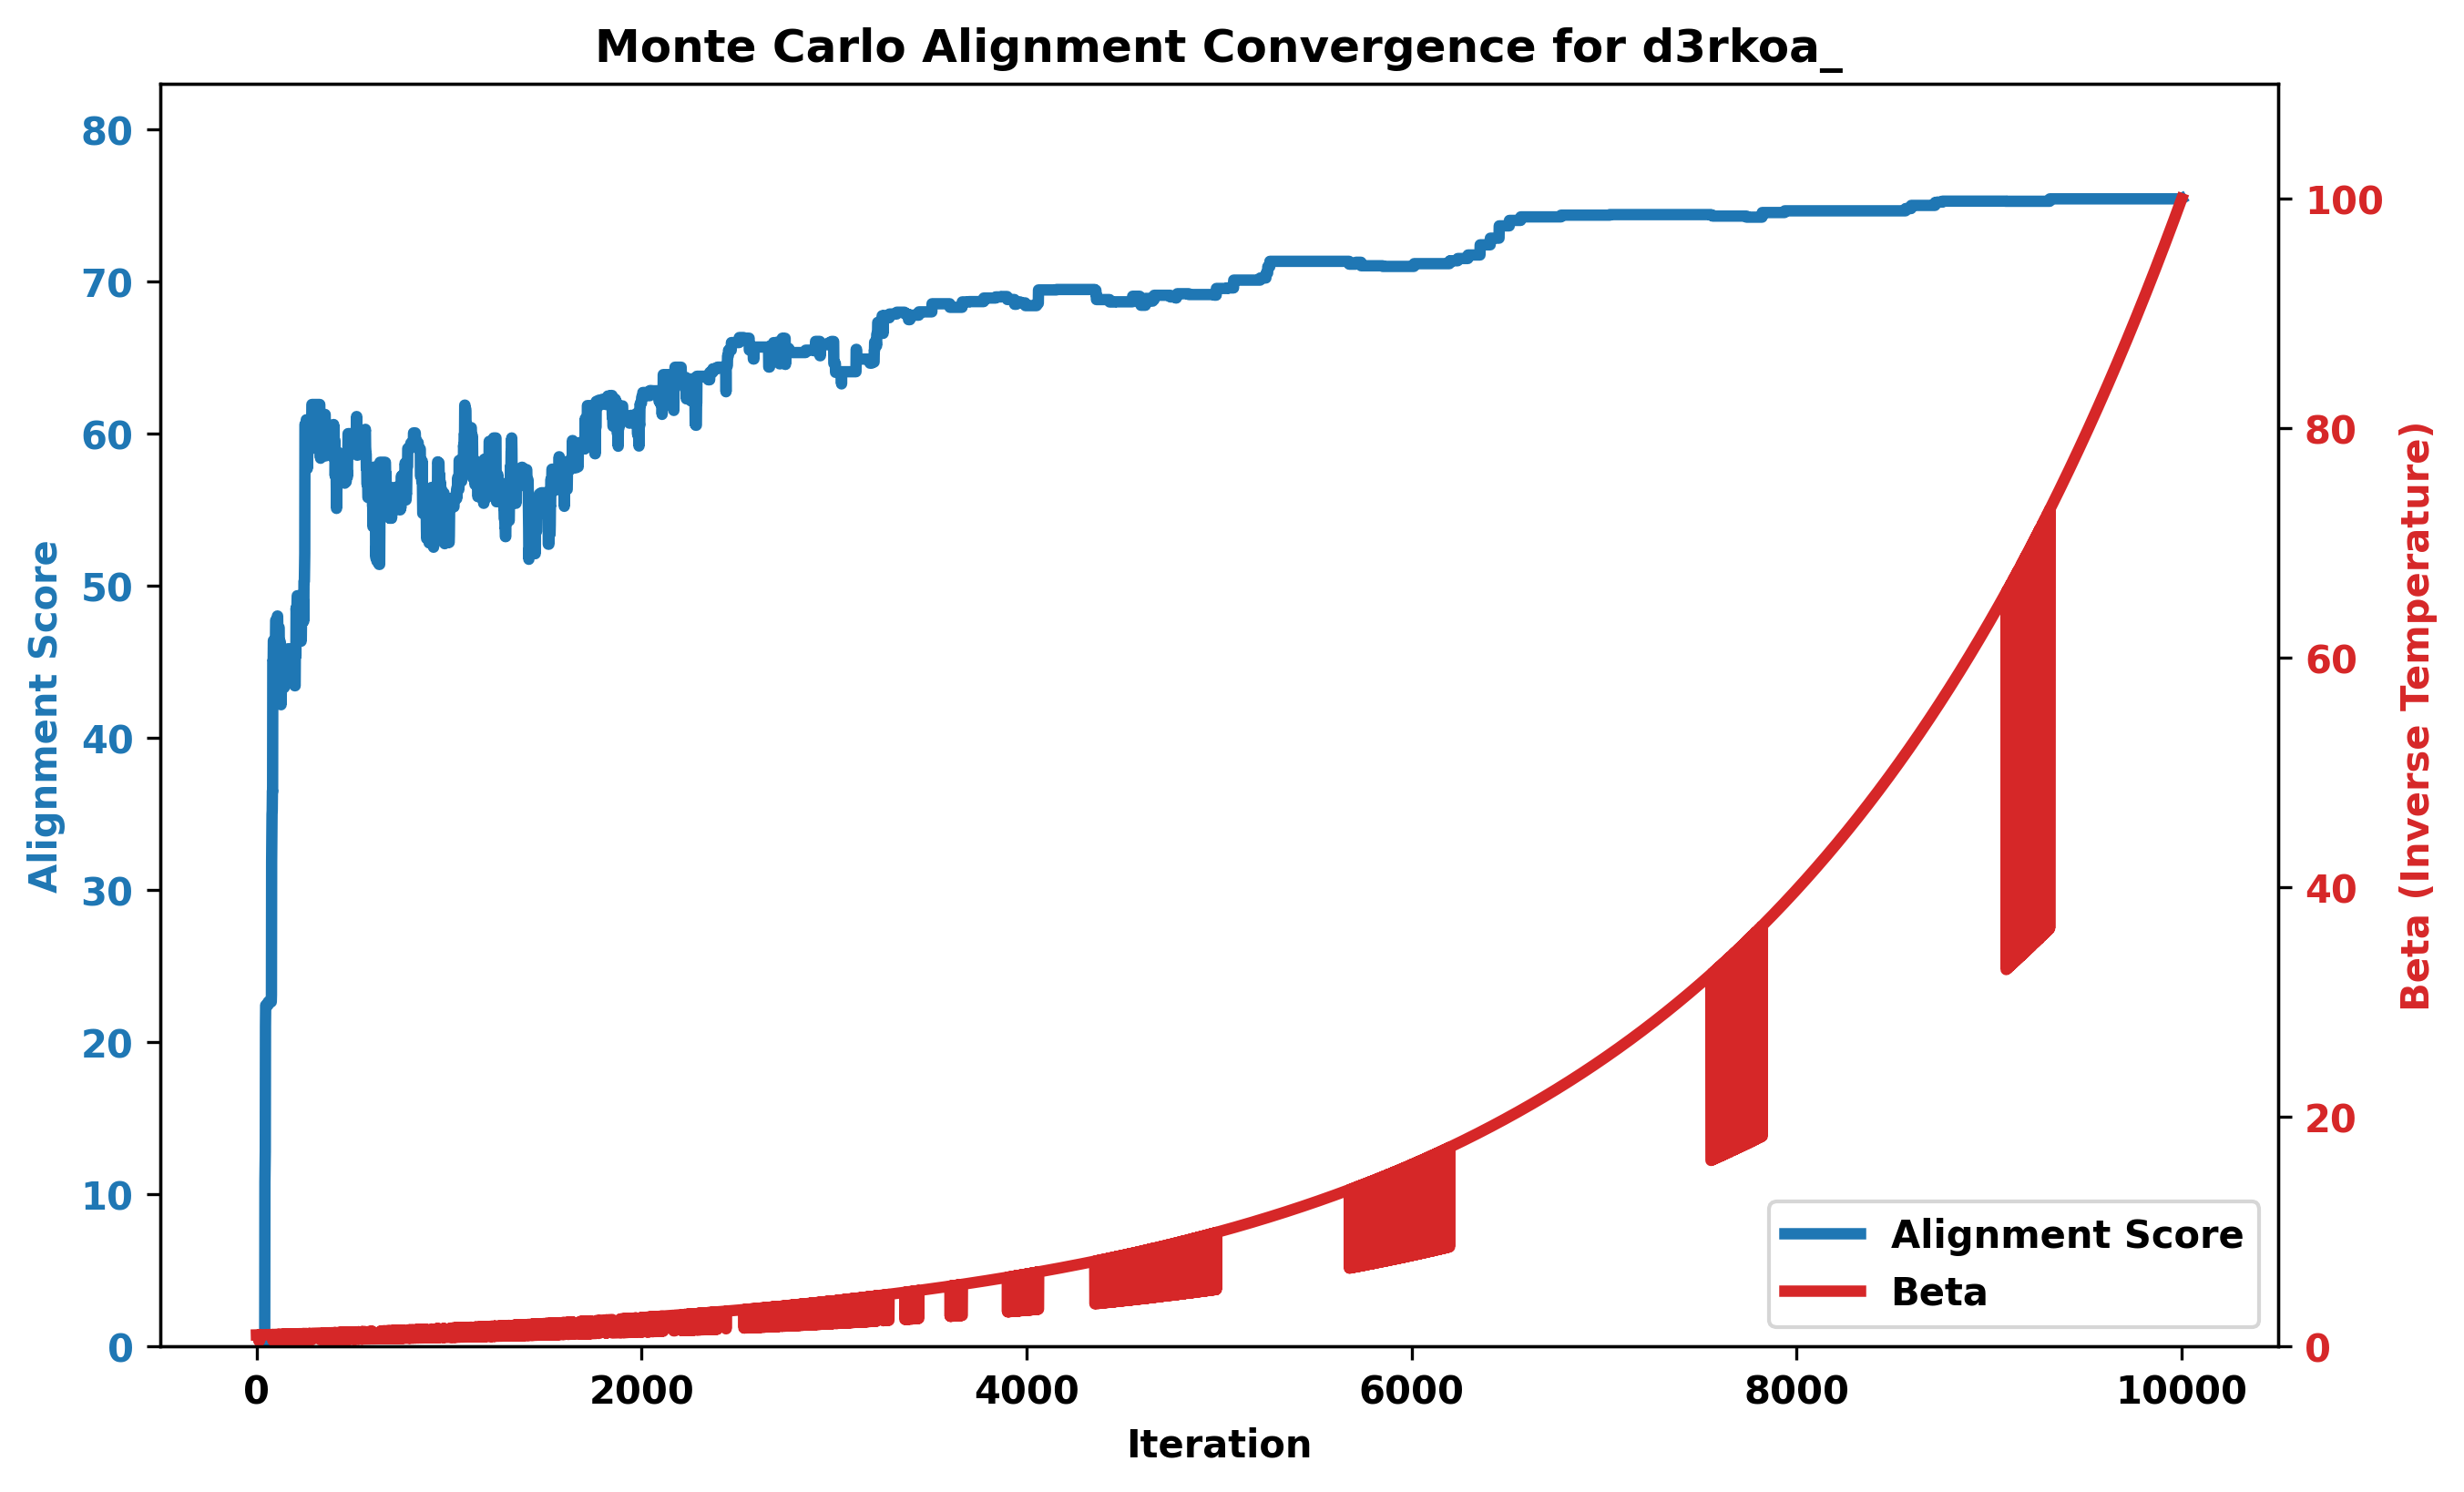 Monte Carlo Alignment Convergence for d3rkoa_
80
70
60
50
40
30
20
10
0
Alignment Score
100
80
60
40
20
0
Beta (Inverse Temperature)
Alignment Score
Beta
0 2000 4000 6000 8000 10000
Iteration